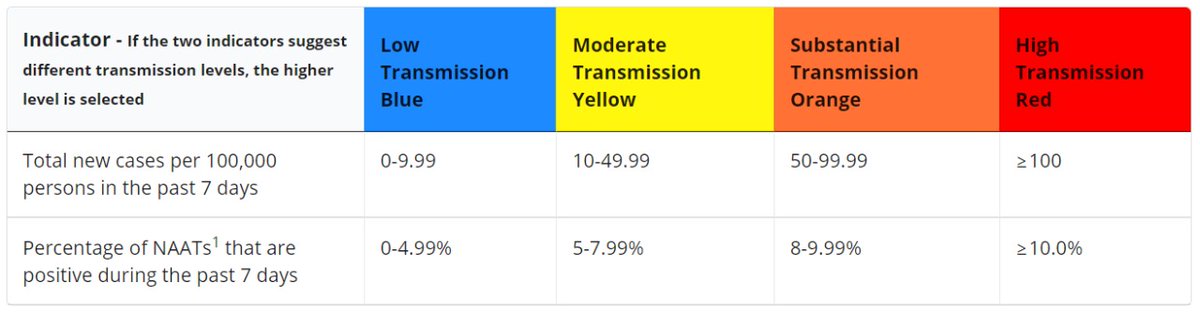 Indicator - If the two indicators suggest
different transmission levels, the higher
level is selected
Low
Transmission
Blue
Moderate
Transmission
Yellow
Substantial
Transmission
Orange
High
Transmission
Red
Total new cases per 100,000
persons in the past 7 days
0-9.99
10-49.99
50-99.99
≥100
Percentage of NAATs¹ that are
positive during the past 7 days
0-4.99%
5-7.99%
8-9.99%
≥10.0%